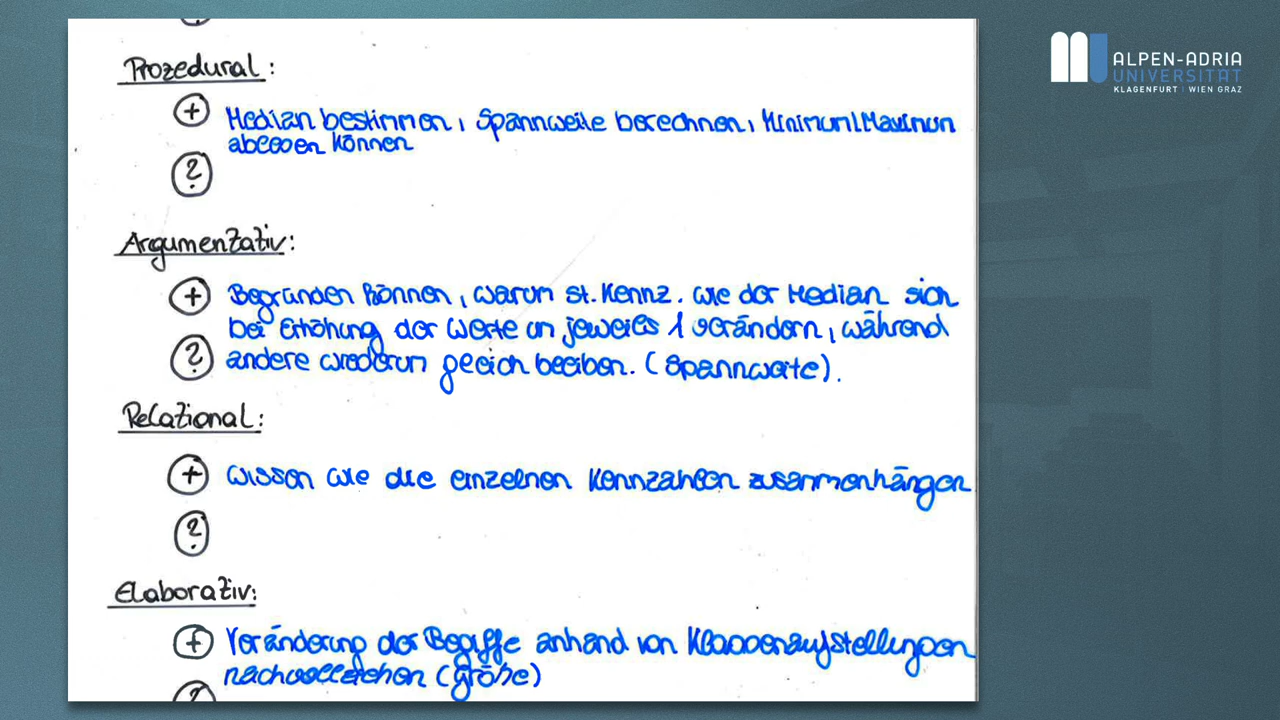 Prozedural:
+ Median bestimmen, Spannweite berechnen, Minimum/Maximum
ablesen können
?
Argumentativ:
+ Begründen können, warum st. Kennz. wie der Median sich
bei Erhöhung der Werte um jeweils 1 verändern, während
? andere wiederum gleich bleiben. (Spannweite).
Relational:
+ wissen wie die einzelnen Kennzahlen zusammenhängen
?
Elaborativ:
+ Veränderung der Begriffe anhand von Klassenaufstellungen
nachvollziehen (größe)
?
ALPEN-ADRIA
UNIVERSITÄT
KLAGENFURT | WIEN GRAZ